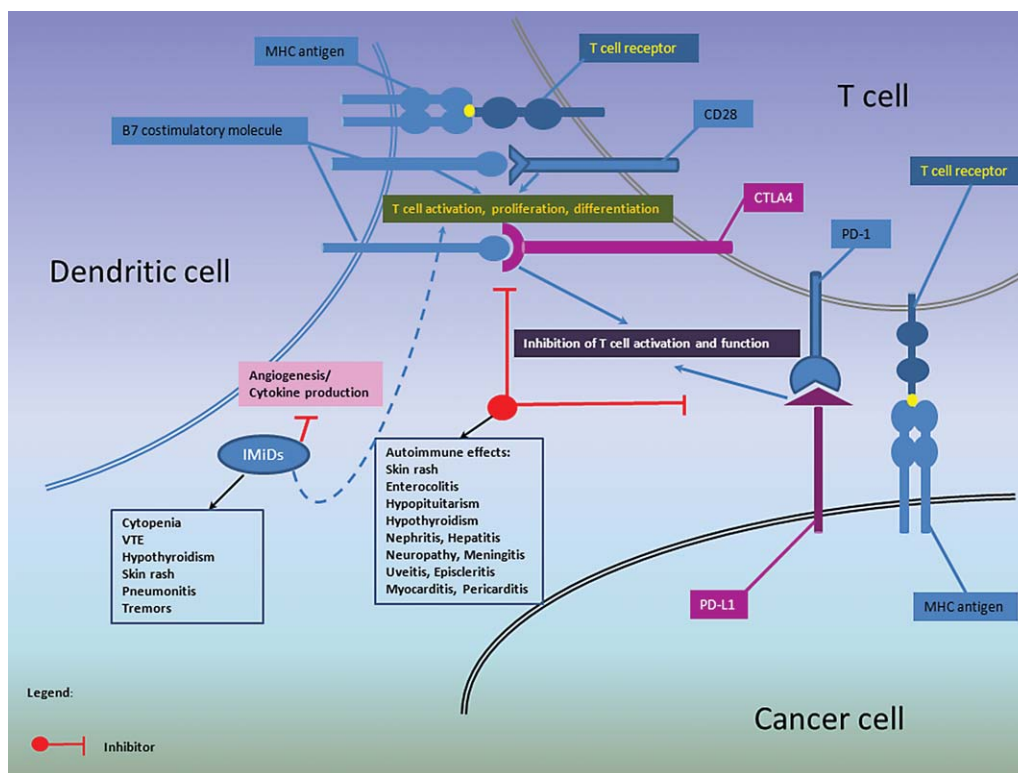 MHC antigen
T cell receptor
T cell
B7 costimulatory molecule
CD28
T cell receptor
T cell activation, proliferation, differentiation
CTLA4
PD-1
Dendritic cell
Inhibition of T cell activation and function
Angiogenesis/
Cytokine production
IMiDs
Autoimmune effects:
Skin rash
Enterocolitis
Hypopituitarism
Hypothyroidism
Nephritis, Hepatitis
Neuropathy, Meningitis
Uveitis, Episcleritis
Myocarditis, Pericarditis
Cytopenia
VTE
Hypothyroidism
Skin rash
Pneumonitis
Tremors
PD-L1
MHC antigen
Legend:
Inhibitor
Cancer cell